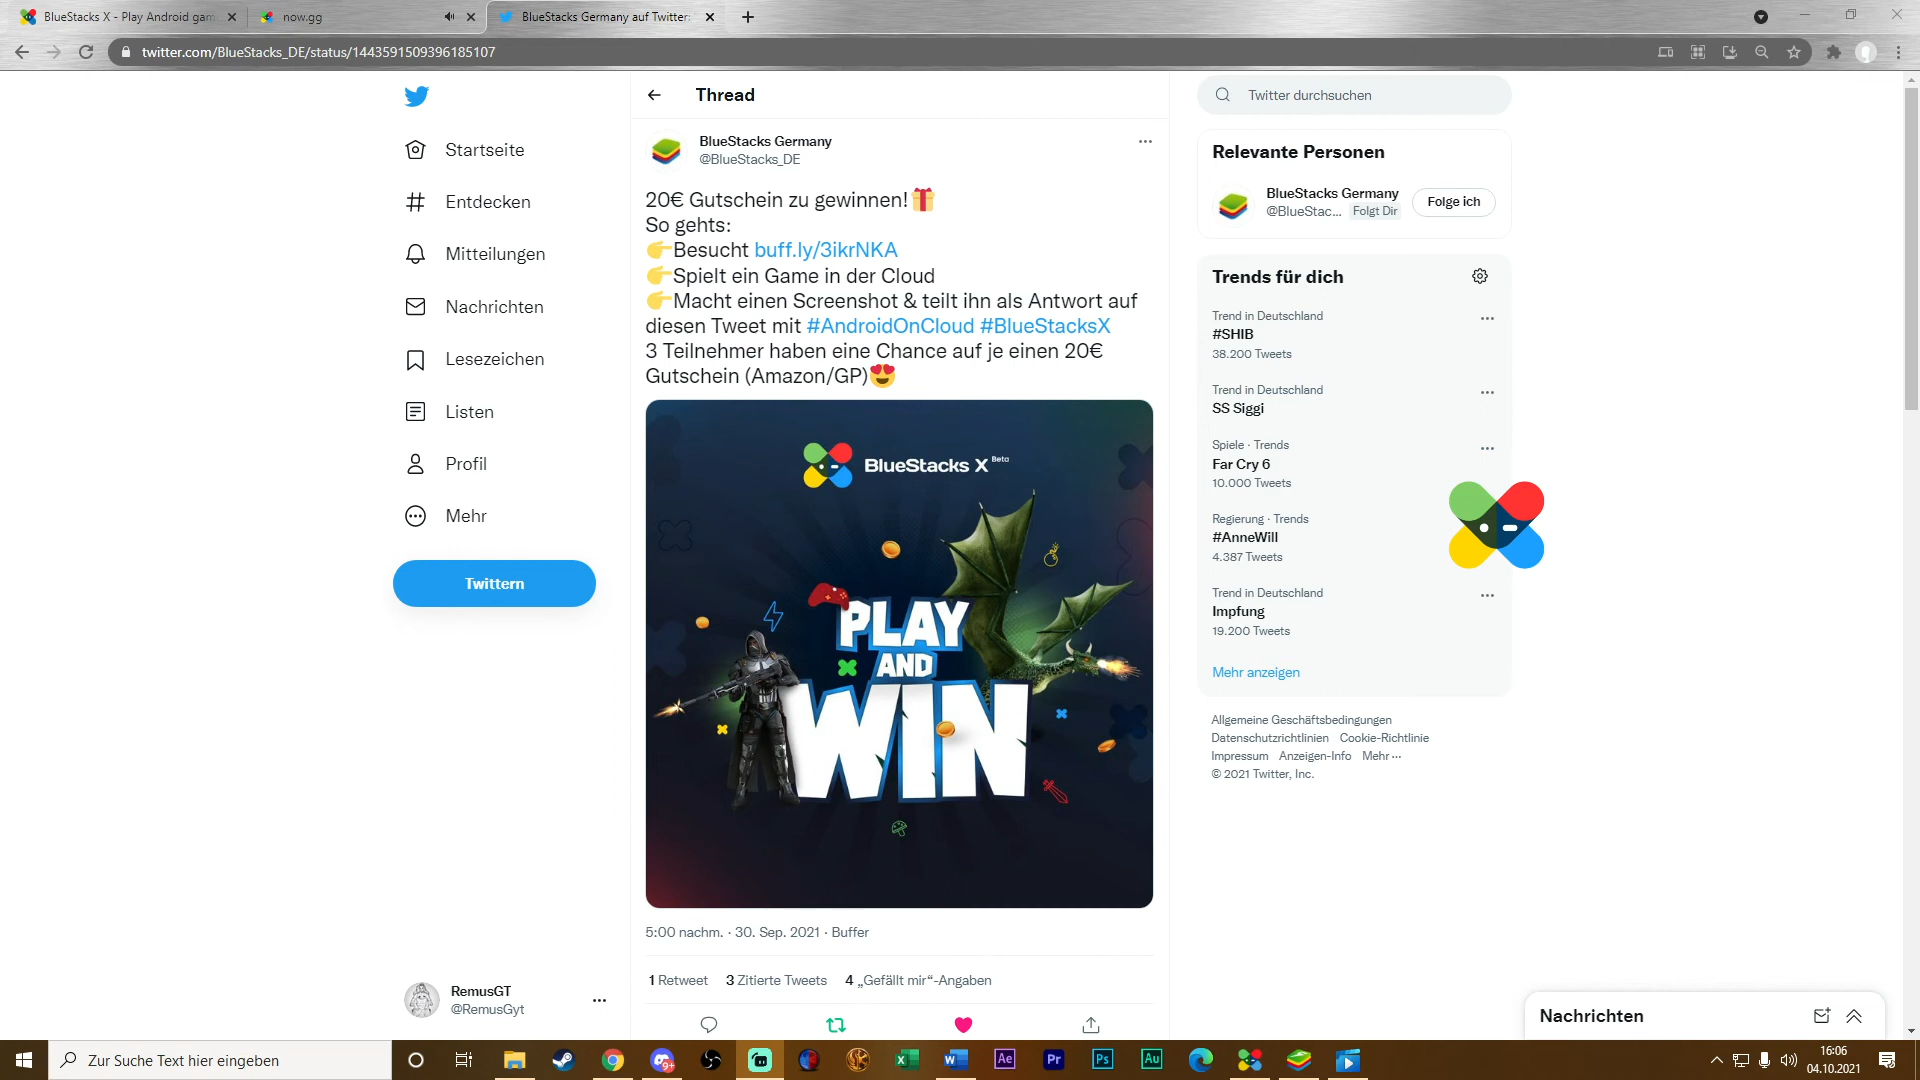 BlueStacks X - Play Android gam
now.gg
BlueStacks Germany auf Twitter:
twitter.com/BlueStacks_DE/status/1443591509396185107
Startseite
Entdecken
Mitteilungen
Nachrichten
Lesezeichen
Listen
Profil
Mehr
Twittern
RemusGT
@RemusGyt
Thread
BlueStacks Germany
@BlueStacks_DE
20€ Gutschein zu gewinnen!🎁
So gehts:
👉Besucht buff.ly/3ikrNKA
👉Spielt ein Game in der Cloud
👉Macht einen Screenshot & teilt ihn als Antwort auf
diesen Tweet mit #AndroidOnCloud #BlueStacksX
3 Teilnehmer haben eine Chance auf je einen 20€
Gutschein (Amazon/GP)😍
BlueStacks X Beta
PLAY
AND
WIN
5:00 nachm. · 30. Sep. 2021 · Buffer
1 Retweet 3 Zitierte Tweets 4 „Gefällt mir“-Angaben
Twitter durchsuchen
Relevante Personen
BlueStacks Germany
@BlueStac... Folgt Dir
Folge ich
Trends für dich
Trend in Deutschland
#SHIB
38.200 Tweets
Trend in Deutschland
SS Siggi
Spiele · Trends
Far Cry 6
10.000 Tweets
Regierung · Trends
#AnneWill
4.387 Tweets
Trend in Deutschland
Impfung
19.200 Tweets
Mehr anzeigen
Allgemeine Geschäftsbedingungen
Datenschutzrichtlinien Cookie-Richtlinie
Impressum Anzeigen-Info Mehr ···
© 2021 Twitter, Inc.
Nachrichten
Zur Suche Text hier eingeben
9+
Ae
Pr
Ps
Au
16:06
04.10.2021